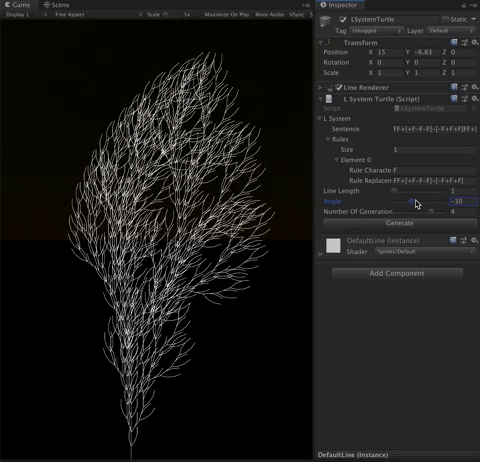 Game Scene
Display 1 Free Aspect Scale 1x Maximize On Play Mute Audio VSync
Inspector
LSystemTurtle Static
Tag Untagged Layer Default
Transform
Position X 15 Y -6.83 Z 0
Rotation X 0 Y 0 Z 0
Scale X 1 Y 1 Z 1
Line Renderer
L System Turtle (Script)
Script LSystemTurtle
L System
Sentence
Rules
Size 1
Element 0
Rule Characte F
Rule Replacen FF+[+F-F-F]-[-F+F+F]
Line Length 1
Angle -30
Number Of Generation 4
Generate
DefaultLine (Instance)
Shader Sprites/Default
Add Component
DefaultLine (Instance)